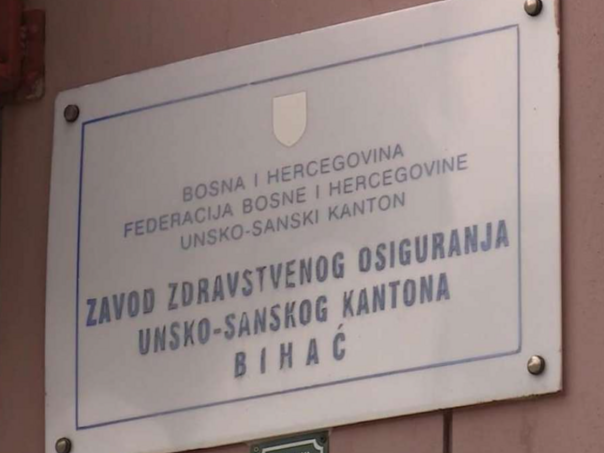 BOSNA I HERCEGOVINA
FEDERACIJA BOSNE I HERCEGOVINE
UNSKO-SANSKI KANTON
ZAVOD ZDRAVSTVENOG OSIGURANJA
UNSKO-SANSKOG KANTONA
BIHAĆ